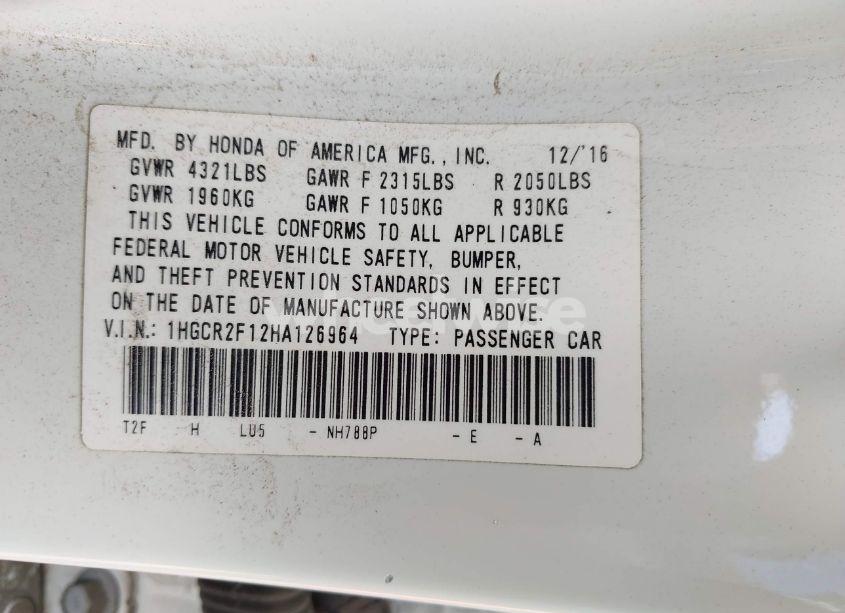 MFD. BY HONDA OF AMERICA MFG., INC. 12/'16
GVWR 4321LBS GAWR F 2315LBS R 2050LBS
GVWR 1960KG GAWR F 1050KG R 930KG
THIS VEHICLE CONFORMS TO ALL APPLICABLE
FEDERAL MOTOR VEHICLE SAFETY, BUMPER,
AND THEFT PREVENTION STANDARDS IN EFFECT
ON THE DATE OF MANUFACTURE SHOWN ABOVE.
V.I.N.: 1HGCR2F12HA126964 TYPE: PASSENGER CAR
T2F H LU5 - NH788P - E - A